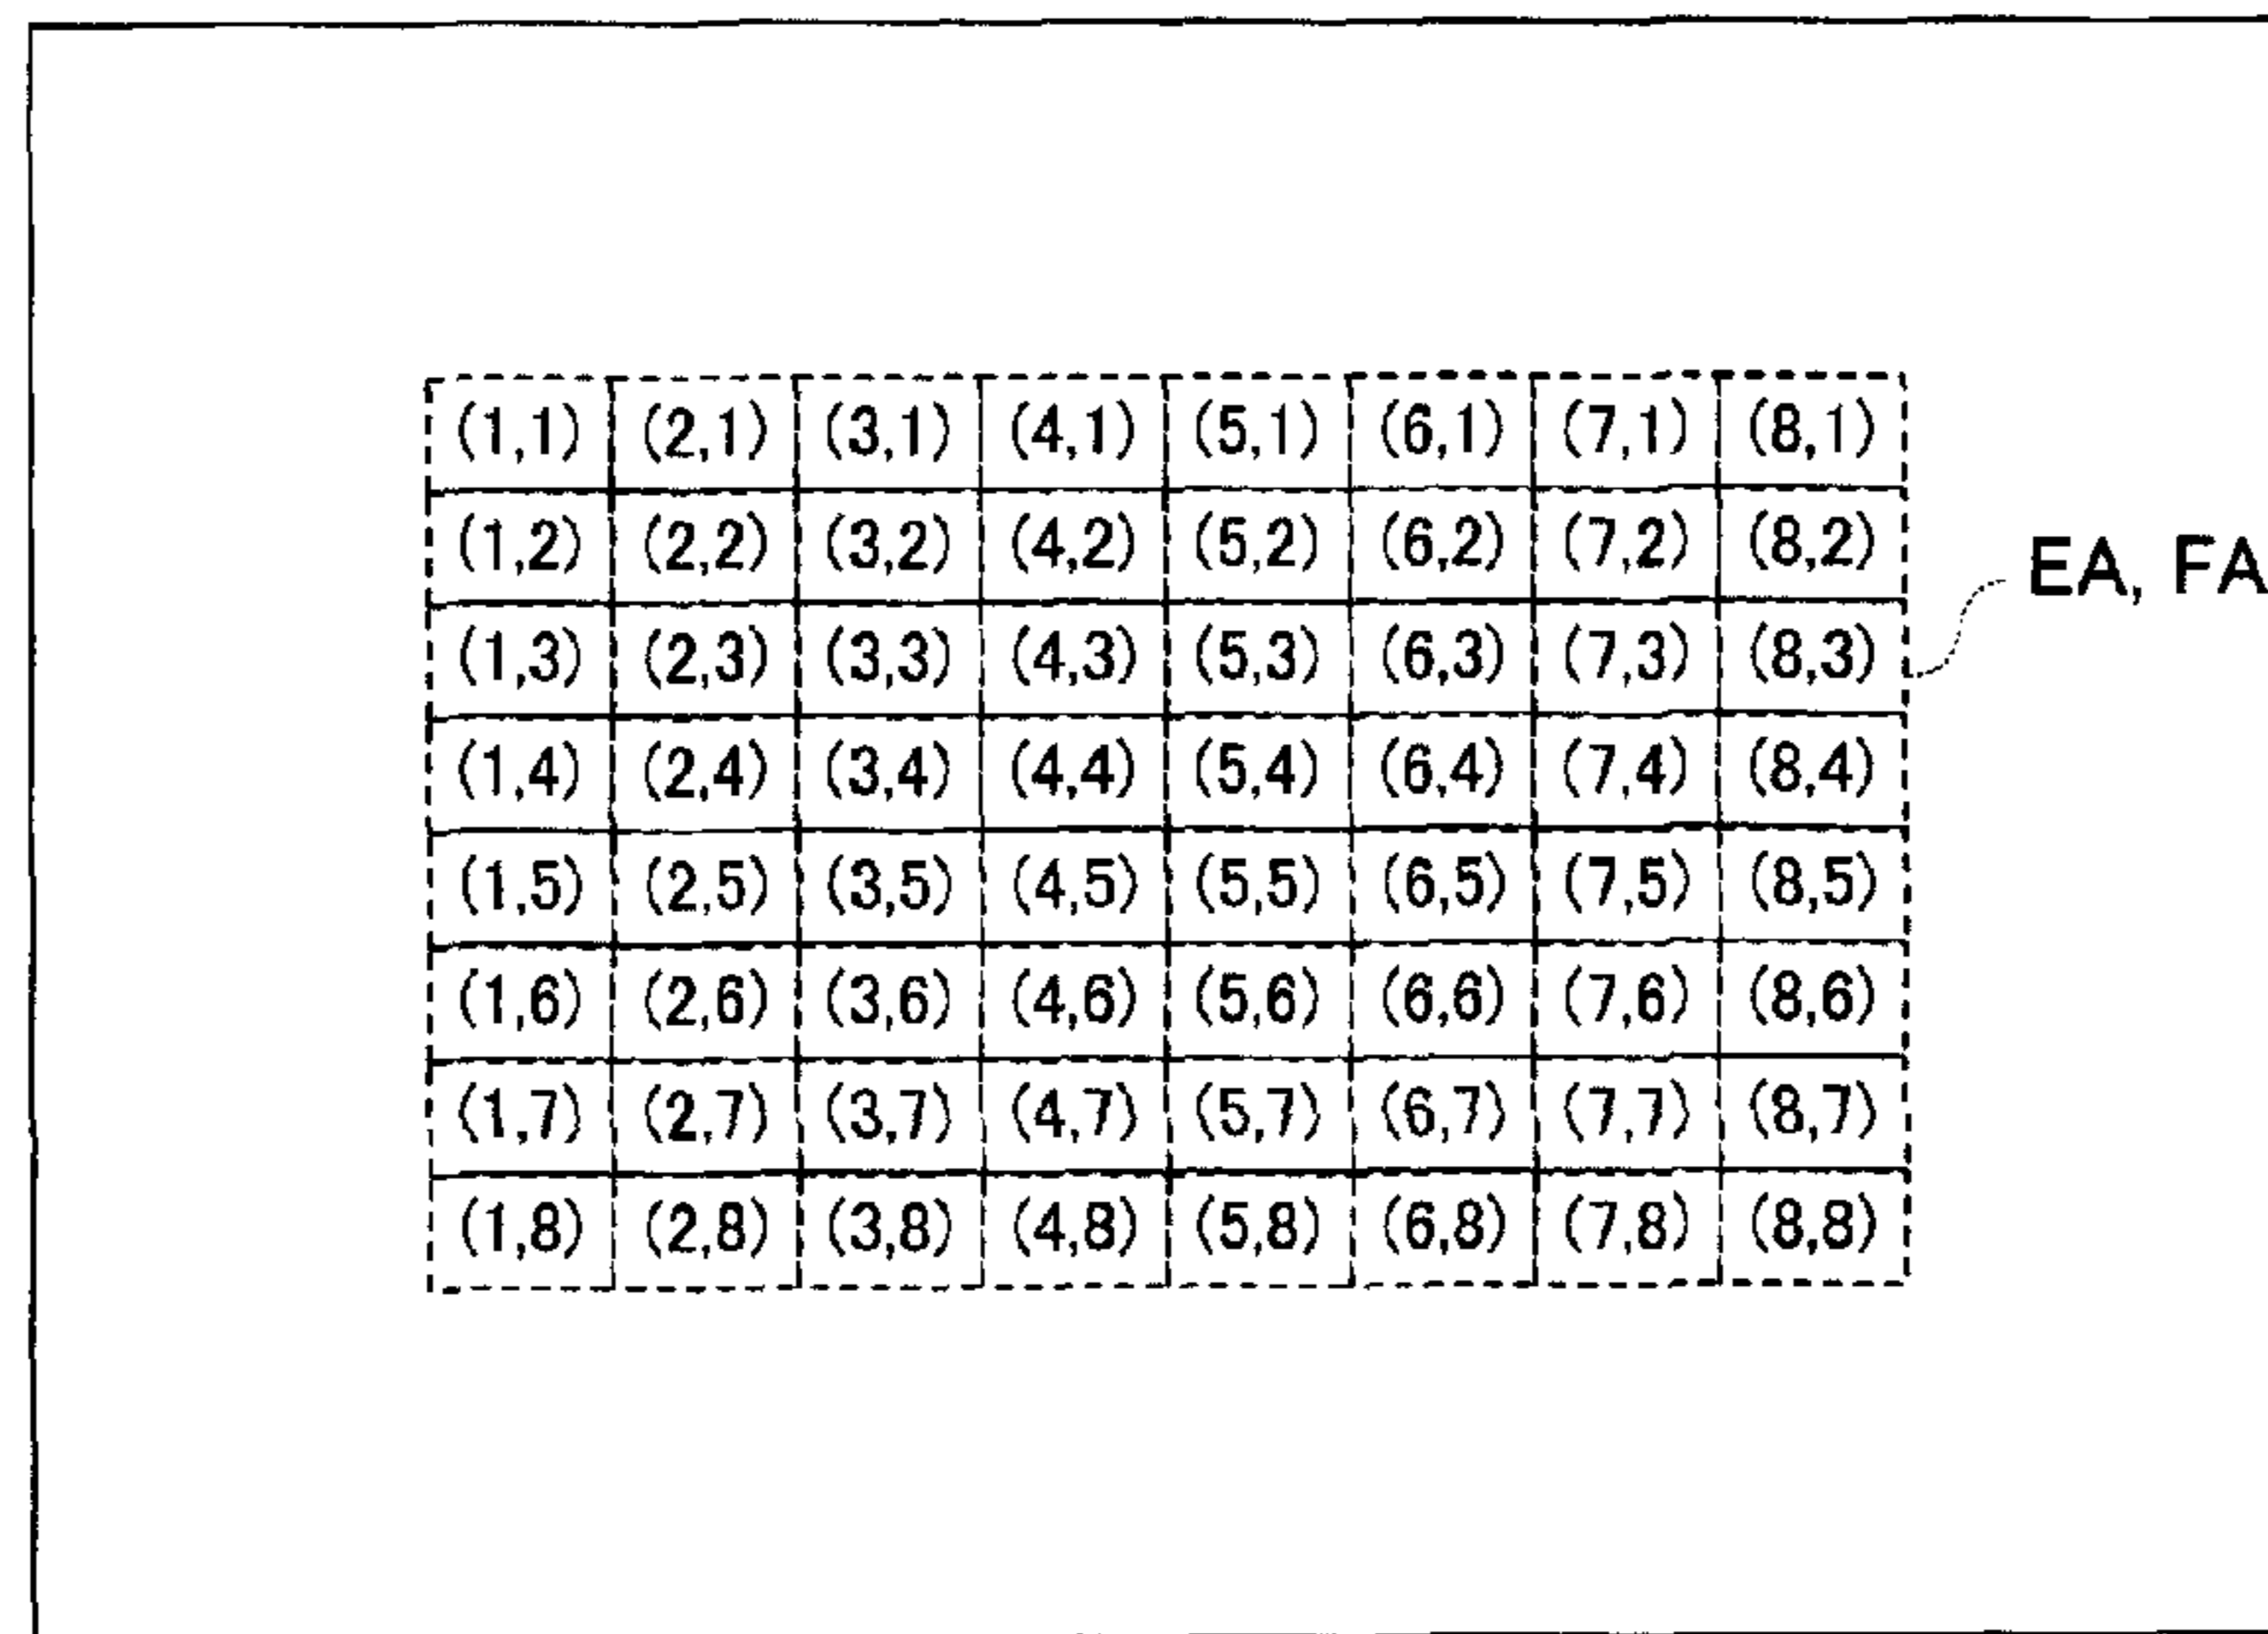 (1,1) (2,1) (3,1) (4,1) (5,1) (6,1) (7,1) (8,1)
(1,2) (2,2) (3,2) (4,2) (5,2) (6,2) (7,2) (8,2)
EA, FA
(1,3) (2,3) (3,3) (4,3) (5,3) (6,3) (7,3) (8,3)
(1,4) (2,4) (3,4) (4,4) (5,4) (6,4) (7,4) (8,4)
(1,5) (2,5) (3,5) (4,5) (5,5) (6,5) (7,5) (8,5)
(1,6) (2,6) (3,6) (4,6) (5,6) (6,6) (7,6) (8,6)
(1,7) (2,7) (3,7) (4,7) (5,7) (6,7) (7,7) (8,7)
(1,8) (2,8) (3,8) (4,8) (5,8) (6,8) (7,8) (8,8)